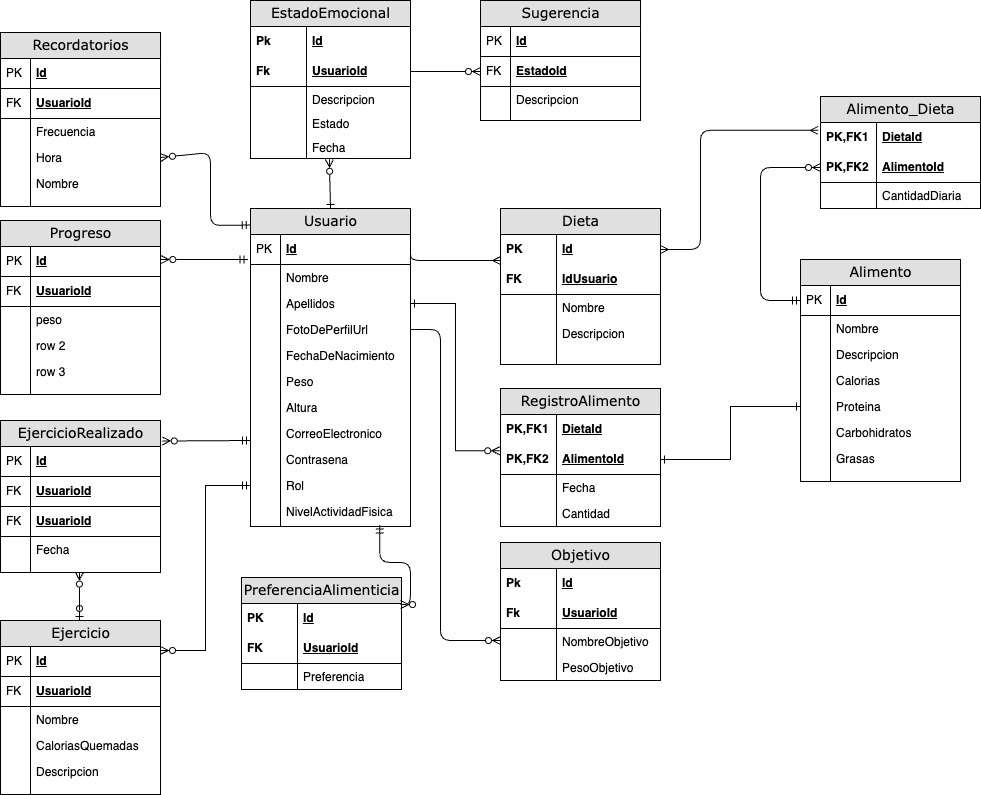 EstadoEmocional
Pk Id
Fk UsuarioId
Descripcion
Estado
Fecha
Sugerencia
PK Id
FK EstadoId
Descripcion
Recordatorios
PK Id
FK UsuarioId
Frecuencia
Hora
Nombre
Alimento_Dieta
PK,FK1 DietaId
PK,FK2 AlimentoId
CantidadDiaria
Progreso
PK Id
FK UsuarioId
peso
row 2
row 3
Usuario
PK Id
Nombre
Apellidos
FotoDePerfilUrl
FechaDeNacimiento
Peso
Altura
CorreoElectronico
Contrasena
Rol
NivelActividadFisica
Dieta
PK Id
FK IdUsuario
Nombre
Descripcion
Alimento
PK Id
Nombre
Descripcion
Calorias
Proteina
Carbohidratos
Grasas
RegistroAlimento
PK,FK1 DietaId
PK,FK2 AlimentoId
Fecha
Cantidad
EjercicioRealizado
PK Id
FK UsuarioId
FK UsuarioId
Fecha
Objetivo
Pk Id
Fk UsuarioId
NombreObjetivo
PesoObjetivo
PreferenciaAlimenticia
PK Id
FK UsuarioId
Preferencia
Ejercicio
PK Id
FK UsuarioId
Nombre
CaloriasQuemadas
Descripcion